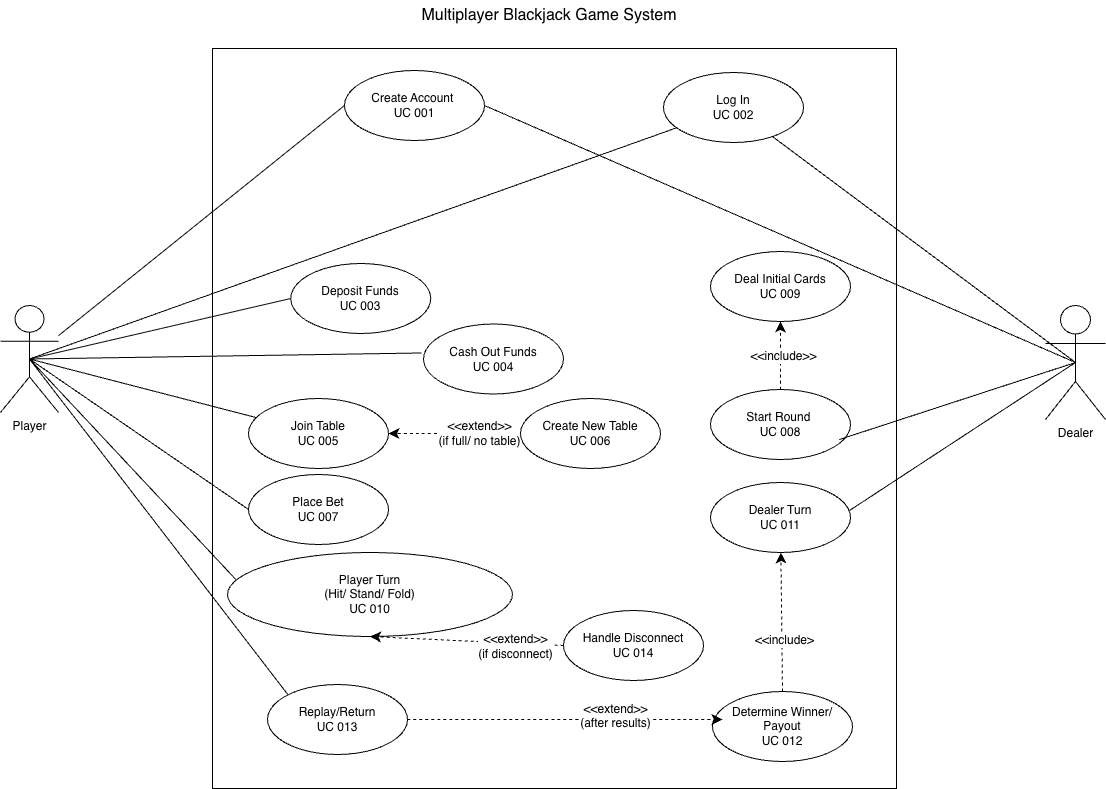 Multiplayer Blackjack Game System
Create Account
UC 001
Log In
UC 002
Deposit Funds
UC 003
Deal Initial Cards
UC 009
Cash Out Funds
UC 004
<<include>>
Player
Dealer
Join Table
UC 005
<<extend>>
(if full/ no table)
Create New Table
UC 006
Start Round
UC 008
Place Bet
UC 007
Dealer Turn
UC 011
Player Turn
(Hit/ Stand/ Fold)
UC 010
<<extend>>
(if disconnect)
Handle Disconnect
UC 014
<<include>
Replay/Return
UC 013
<<extend>>
(after results)
Determine Winner/
Payout
UC 012